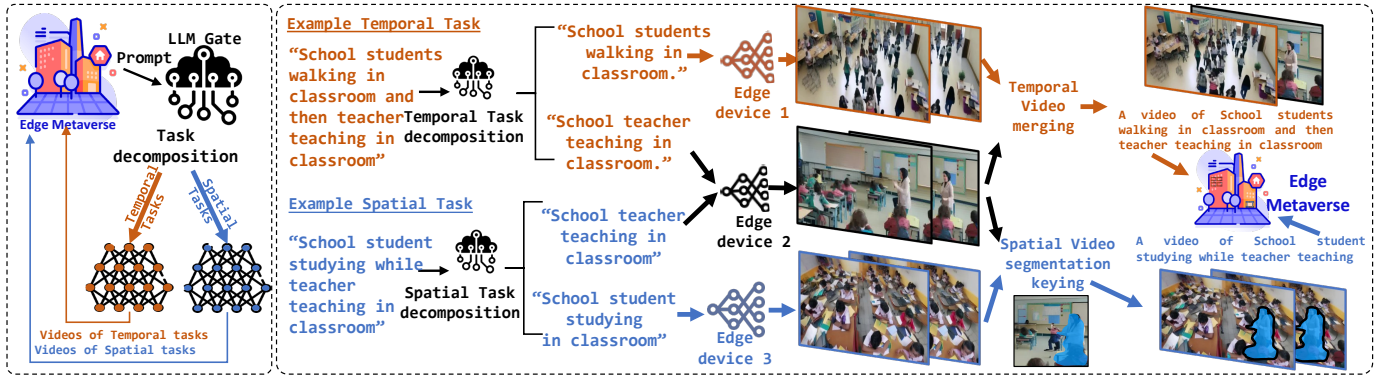 LLM Gate
Prompt
Edge Metaverse
Task
decomposition
Temporal
Tasks
Spatial
Tasks
Videos of Temporal tasks
Videos of Spatial tasks
Example Temporal Task
“School students
walking in
classroom and
then teacher
teaching in
classroom”
Temporal Task
decomposition
“School students
walking in
classroom.”
Edge
device 1
“School teacher
teaching in
classroom.”
Edge
device 2
Example Spatial Task
“School student
studying while
teacher
teaching in
classroom”
Spatial Task
decomposition
“School teacher
teaching in
classroom”
“School student
studying
in classroom”
Edge
device 3
Temporal
Video
merging
A video of School students
walking in classroom and then
teacher teaching in classroom
Edge
Metaverse
Spatial Video
segmentation
keying
A video of School student
studying while teacher teaching